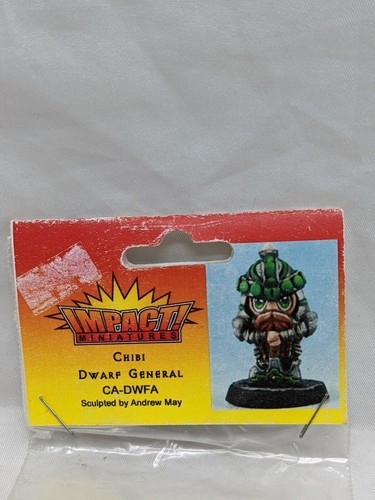 IMPACT!
MINIATURES
Chibi
Dwarf General
CA-DWFA
Sculpted by Andrew May